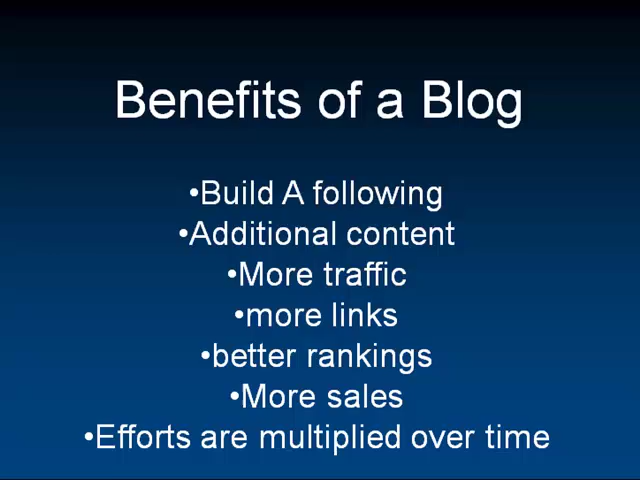 Benefits of a Blog
•Build A following
•Additional content
•More traffic
•more links
•better rankings
•More sales
•Efforts are multiplied over time